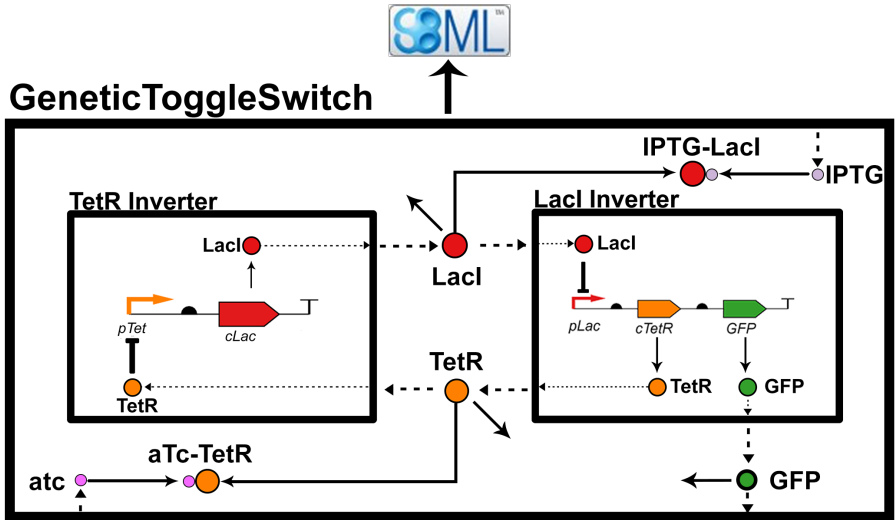 SBML™
GeneticToggleSwitch
IPTG-LacI
IPTG
TetR Inverter
LacI Inverter
LacI
LacI
LacI
pTet
cLac
pLac
cTetR
GFP
TetR
TetR
TetR
GFP
aTc-TetR
atc
GFP